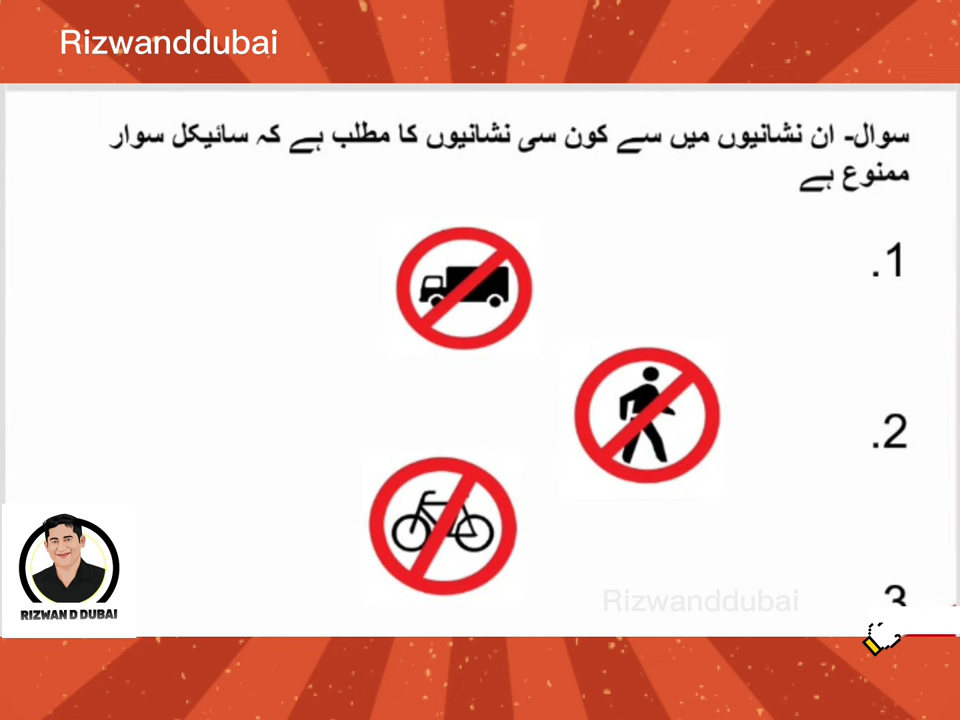 Rizwanddubai
سوال۔ ان نشانیوں میں سے کون سی نشانیوں کا مطلب ہے کہ سائیکل سوار
ممنوع ہے
.1
.2
3
Rizwanddubai
RIZWAN D DUBAI